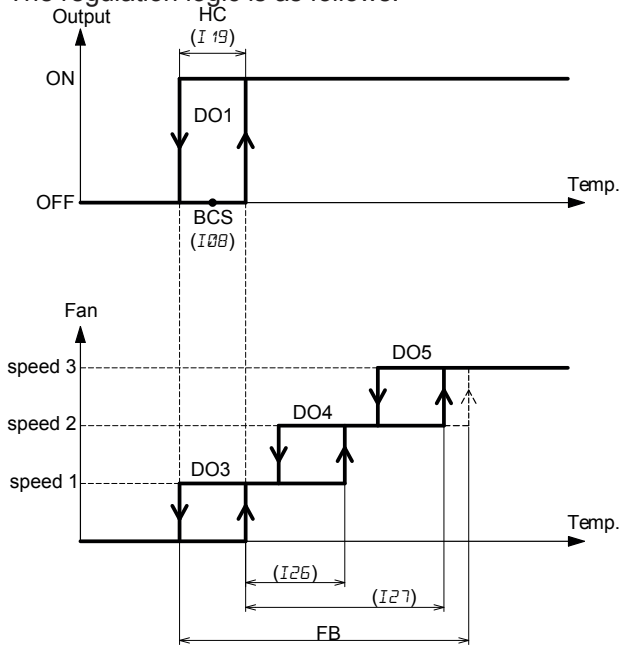 The regulation logic is as follows:
Output
HC
(I19)
ON
DO1
OFF
Temp.
BCS
(I08)
Fan
speed 3
DO5
speed 2
DO4
speed 1
DO3
Temp.
(I26)
(I27)
FB